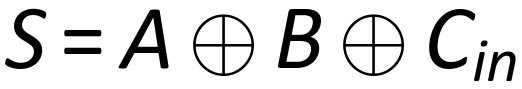 S = A ⊕ B ⊕ C_in